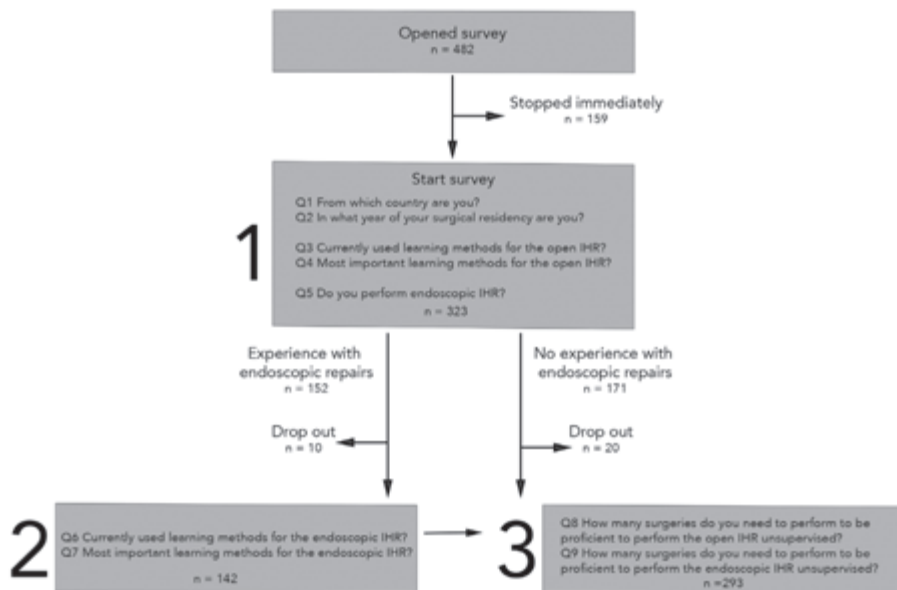 Opened survey
n = 482
Stopped immediately
n = 159
1
Start survey
Q1 From which country are you?
Q2 In what year of your surgical residency are you?
Q3 Currently used learning methods for the open IHR?
Q4 Most important learning methods for the open IHR?
Q5 Do you perform endoscopic IHR?
n = 323
Experience with
endoscopic repairs
n = 152
No experience with
endoscopic repairs
n = 171
Drop out
n = 10
Drop out
n = 20
2
Q6 Currently used learning methods for the endoscopic IHR?
Q7 Most important learning methods for the endoscopic IHR?
n = 142
3
Q8 How many surgeries do you need to perform to be
proficient to perform the open IHR unsupervised?
Q9 How many surgeries do you need to perform to be
proficient to perform the endoscopic IHR unsupervised?
n =293